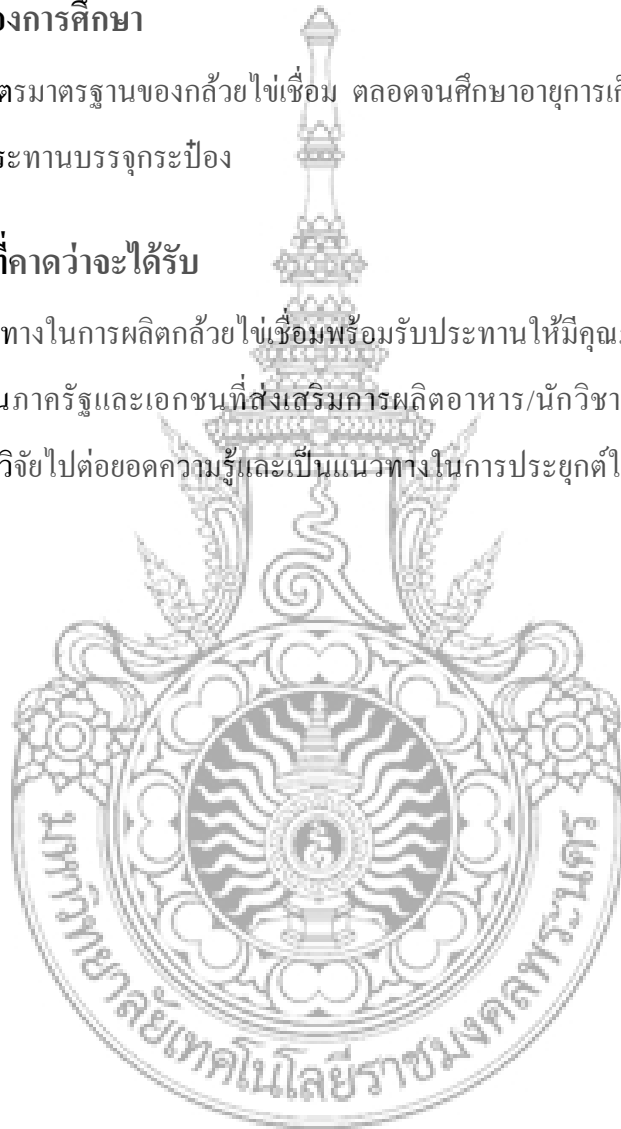 องการศึกษา
ตรมาตรฐานของกล้วยไข่เชื่อม ตลอดจนศึกษาอายุการเก็
ระทานบรรจุกระป๋อง
ที่คาดว่าจะได้รับ
ทางในการผลิตกล้วยไข่เชื่อมพร้อมรับประทานให้มีคุณภ
นภาครัฐและเอกชนที่ส่งเสริมการผลิตอาหาร/นักวิชา
วิจัยไปต่อยอดความรู้และเป็นแนวทางในการประยุกต์ใ
มหาวิทยาลัยเทคโนโลยีราชมงคลพระนคร